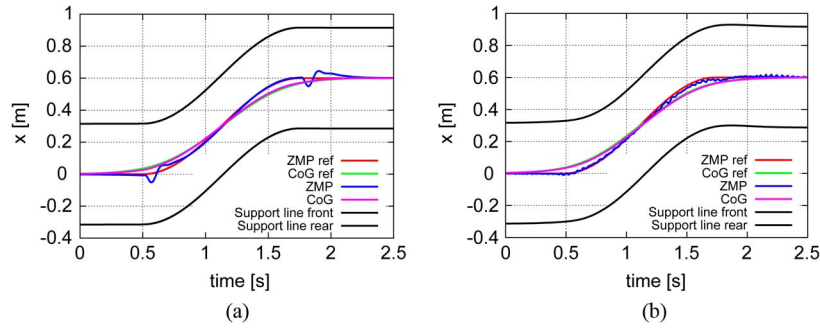 1
0.8
0.6
0.4
0.2
0
-0.2
-0.4
x [m]
0
0.5
1
1.5
2
2.5
time [s]
ZMP ref
CoG ref
ZMP
CoG
Support line front
Support line rear
(a)
1
0.8
0.6
0.4
0.2
0
-0.2
-0.4
x [m]
0
0.5
1
1.5
2
2.5
time [s]
ZMP ref
CoG ref
ZMP
CoG
Support line front
Support line rear
(b)